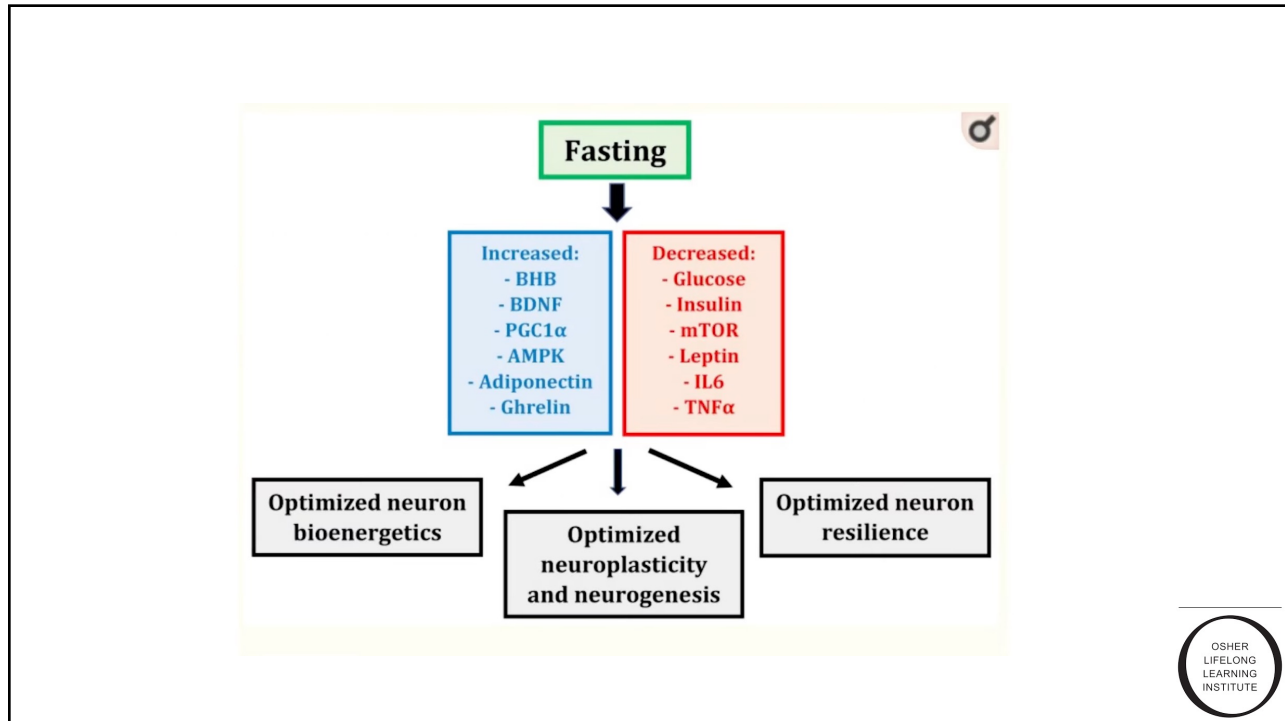 Fasting
Increased:
- BHB
- BDNF
- PGC1α
- AMPK
- Adiponectin
- Ghrelin
Decreased:
- Glucose
- Insulin
- mTOR
- Leptin
- IL6
- TNFα
Optimized neuron
bioenergetics
Optimized
neuroplasticity
and neurogenesis
Optimized neuron
resilience
OSHER
LIFELONG
LEARNING
INSTITUTE